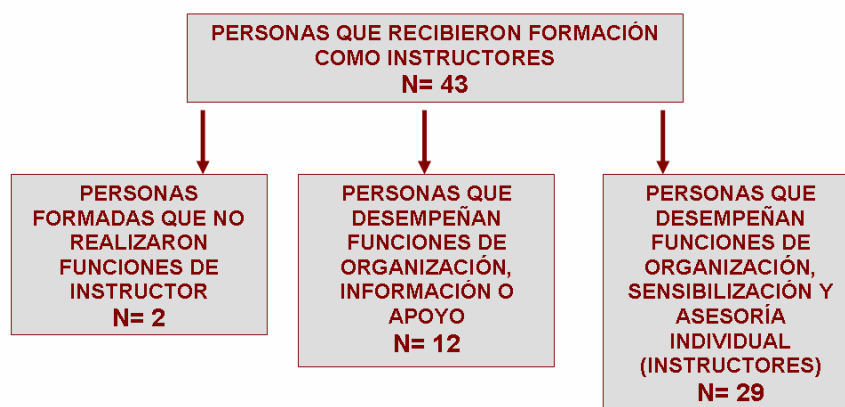 PERSONAS QUE RECIBIERON FORMACIÓN
COMO INSTRUCTORES
N= 43
PERSONAS
FORMADAS QUE NO
REALIZARON
FUNCIONES DE
INSTRUCTOR
N= 2
PERSONAS QUE
DESEMPEÑAN
FUNCIONES DE
ORGANIZACIÓN,
INFORMACIÓN O
APOYO
N= 12
PERSONAS QUE
DESEMPEÑAN
FUNCIONES DE
ORGANIZACIÓN,
SENSIBILIZACIÓN Y
ASESORÍA
INDIVIDUAL
(INSTRUCTORES)
N= 29